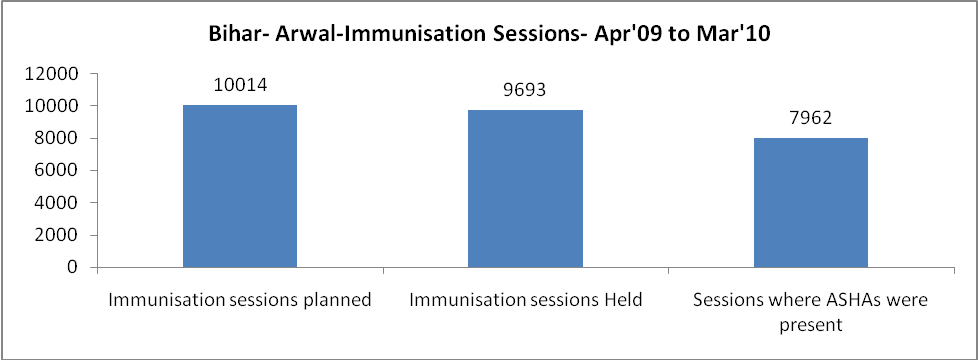 Bihar- Arwal-Immunisation Sessions- Apr'09 to Mar'10
12000
10000
8000
6000
4000
2000
0
10014
9693
7962
Immunisation sessions planned
Immunisation sessions Held
Sessions where ASHAs were
present